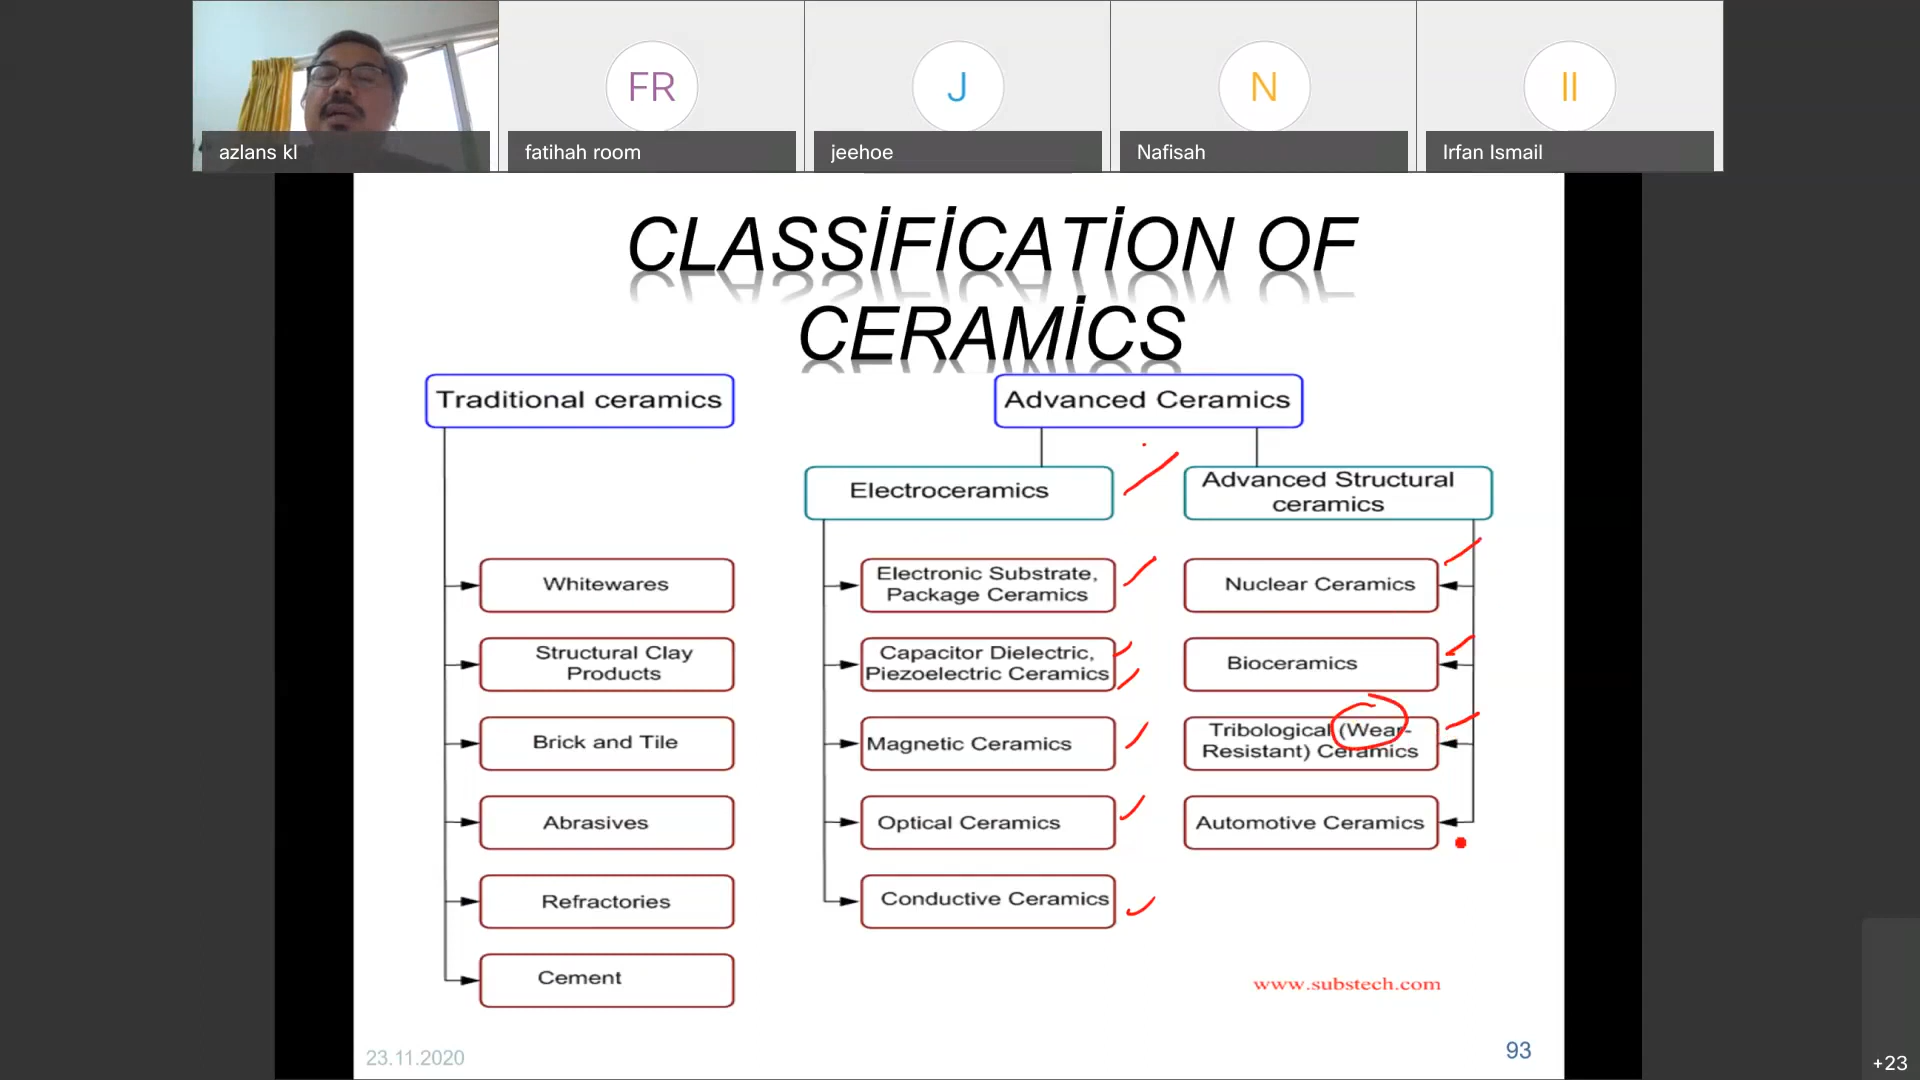 FR
J
N
II
azlans kl
fatihah room
jeehoe
Nafisah
Irfan Ismail
CLASSİFİCATİON OF
CERAMİCS
Traditional ceramics
Whitewares
Structural Clay
Products
Brick and Tile
Abrasives
Refractories
Cement
Advanced Ceramics
Electroceramics
Electronic Substrate,
Package Ceramics
Capacitor Dielectric,
Piezoelectric Ceramics
Magnetic Ceramics
Optical Ceramics
Conductive Ceramics
Advanced Structural
ceramics
Nuclear Ceramics
Bioceramics
Tribological (Wear-
Resistant) Ceramics
Automotive Ceramics
www.substech.com
23.11.2020
93
+23